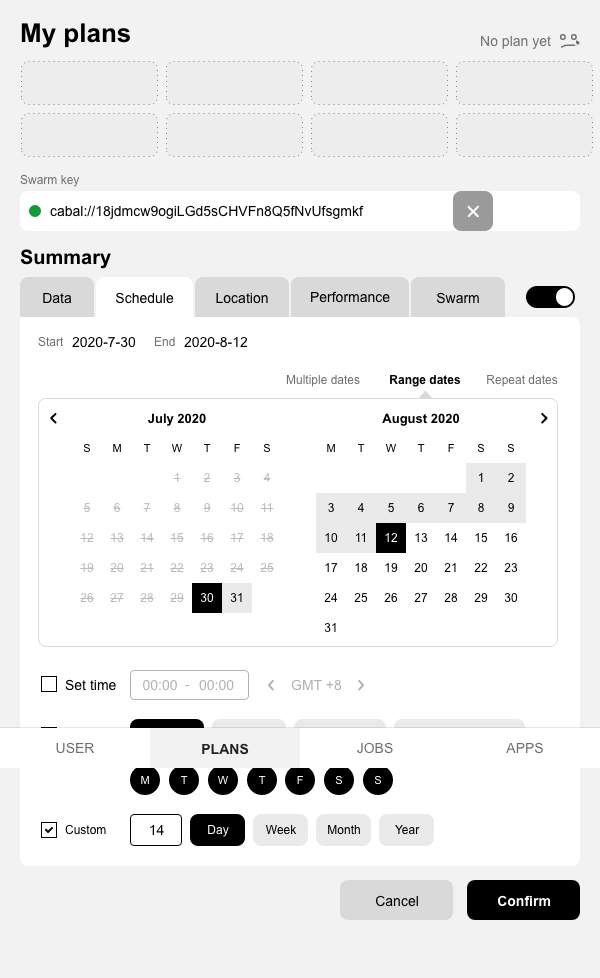 My plans
No plan yet
Swarm key
cabal://18jdmcw9ogiLGd5sCHVFn8Q5fNvUfsgmkf
Summary
Data Schedule Location Performance Swarm
Start 2020-7-30 End 2020-8-12
Multiple dates Range dates Repeat dates
July 2020
S M T W T F S
1 2 3 4
5 6 7 8 9 10 11
12 13 14 15 16 17 18
19 20 21 22 23 24 25
26 27 28 29 30 31
August 2020
M T W T F S S
1 2
3 4 5 6 7 8 9
10 11 12 13 14 15 16
17 18 19 20 21 22 23
24 25 26 27 28 29 30
31
Set time 00:00 - 00:00 GMT +8
USER PLANS JOBS APPS
M T W T F S S
Custom 14 Day Week Month Year
Cancel Confirm